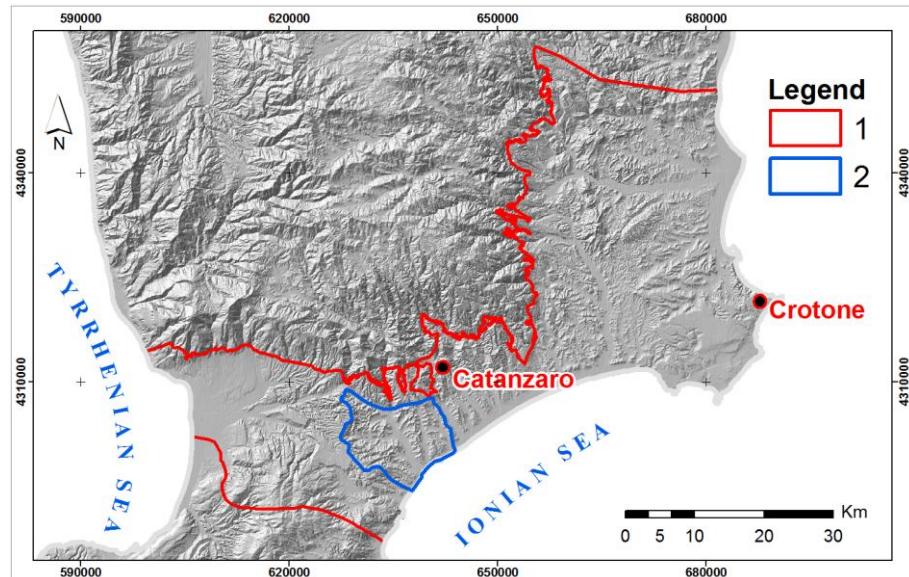 590000 620000 650000 680000
Legend
1
2
N
4340000 4340000
TYRRHENIAN SEA
Crotone
Catanzaro
4310000 4310000
IONIAN SEA
Km
0 5 10 20 30
590000 620000 650000 680000